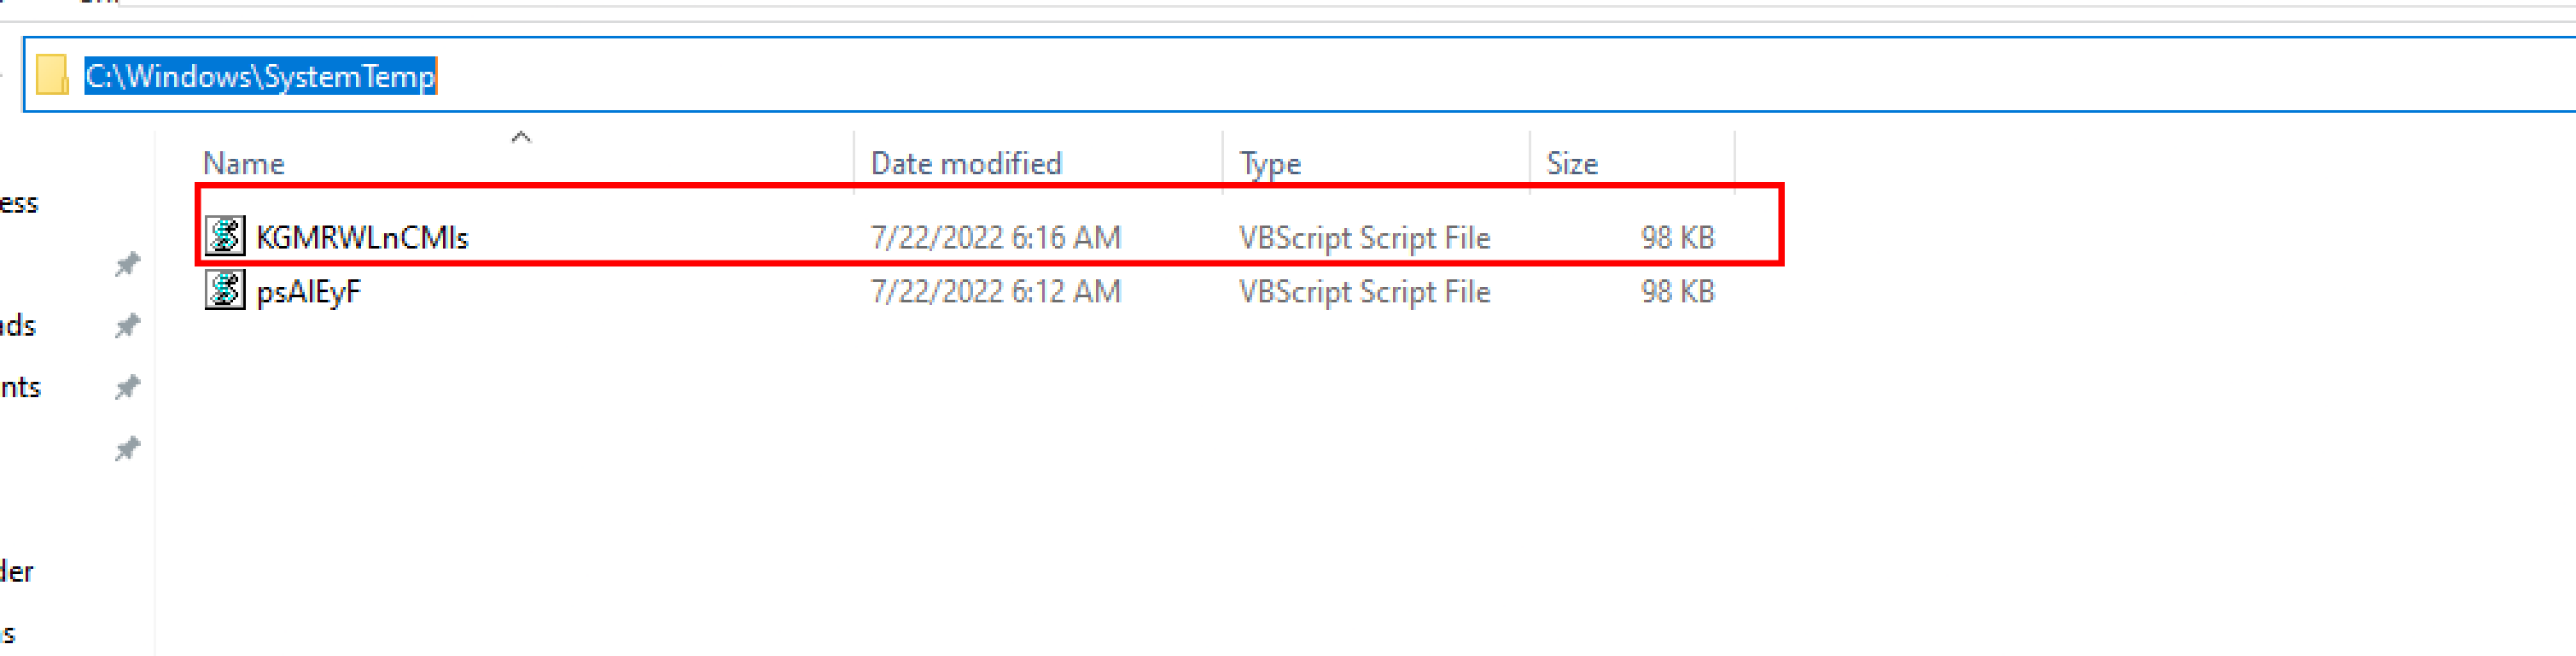 C:\Windows\SystemTemp
Name Date modified Type Size
ess
KGMRWLnCMIs 7/22/2022 6:16 AM VBScript Script File 98 KB
psAIEyF 7/22/2022 6:12 AM VBScript Script File 98 KB
ads
nts
der
s